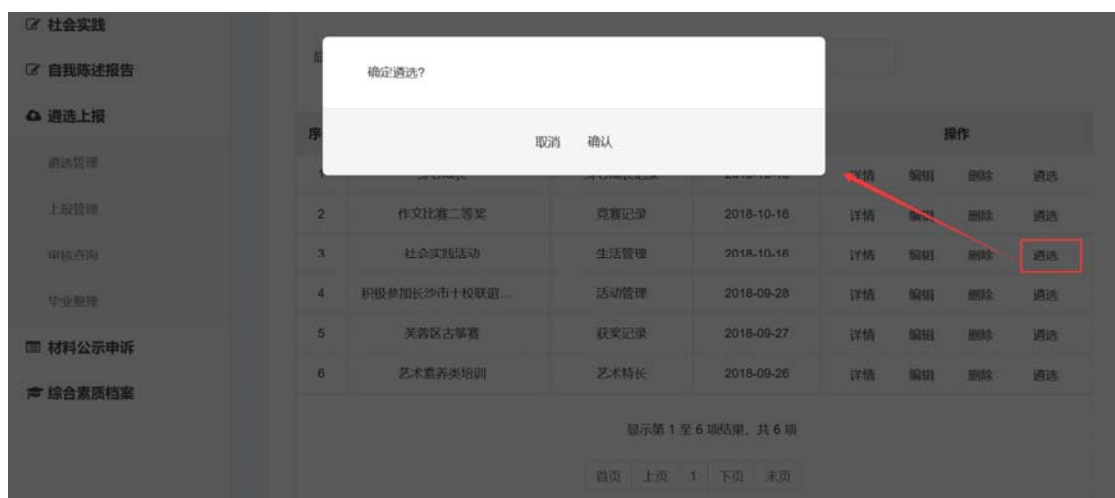 社会实践
自我陈述报告
遴选上报
遴选管理
上报管理
审核查询
毕业整理
材料公示申诉
综合素质档案
确定遴选?
取消 确认
操作
详情 编辑 删除 遴选
2 作文比赛二等奖 竞赛记录 2018-10-16 详情 编辑 删除 遴选
3 社会实践活动 生活管理 2018-10-16 详情 编辑 删除 遴选
4 积极参加长沙市十校联谊... 活动管理 2018-09-28 详情 编辑 删除 遴选
5 芙蓉区古筝赛 获奖记录 2018-09-27 详情 编辑 删除 遴选
6 艺术素养类培训 艺术特长 2018-09-26 详情 编辑 删除 遴选
显示第 1 至 6 项结果，共 6 项
首页 上页 1 下页 末页